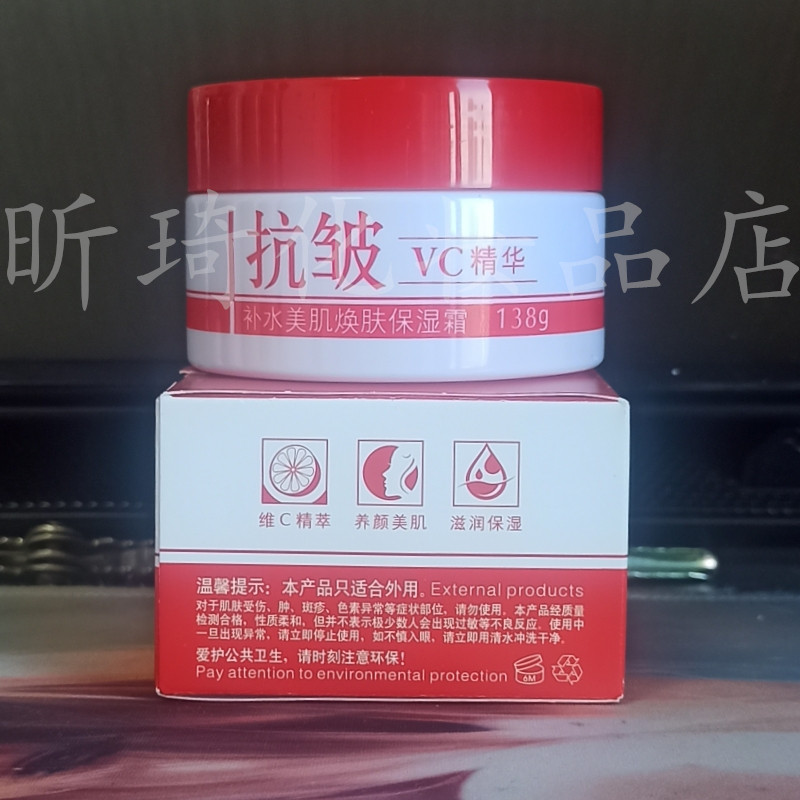 昕琦化妆品店
抗皱 VC精华
补水美肌焕肤保湿霜 138g
维C精萃 养颜美肌 滋润保湿
温馨提示：本产品只适合外用。External products
对于肌肤受伤、肿、斑疹、色素异常等症状部位，请勿使用。本产品经质量
检测合格，性质柔和，但并不表示极少数人会出现过敏等不良反应。使用中
一旦出现异常，请立即停止使用，如不慎入眼，请立即用清水冲洗干净。
爱护公共卫生，请时刻注意环保！
Pay attention to environmental protection 6M